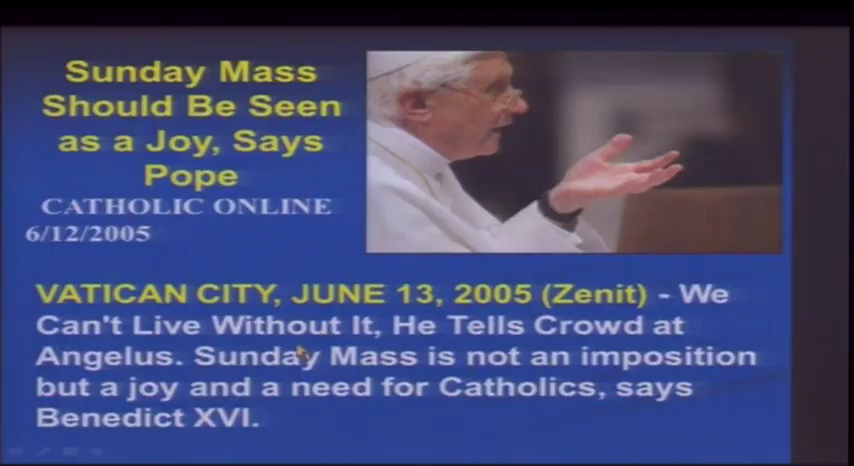 Sunday Mass
Should Be Seen
as a Joy, Says
Pope
CATHOLIC ONLINE
6/12/2005
VATICAN CITY, JUNE 13, 2005 (Zenit) - We
Can't Live Without It, He Tells Crowd at
Angelus. Sunday Mass is not an imposition
but a joy and a need for Catholics, says
Benedict XVI.